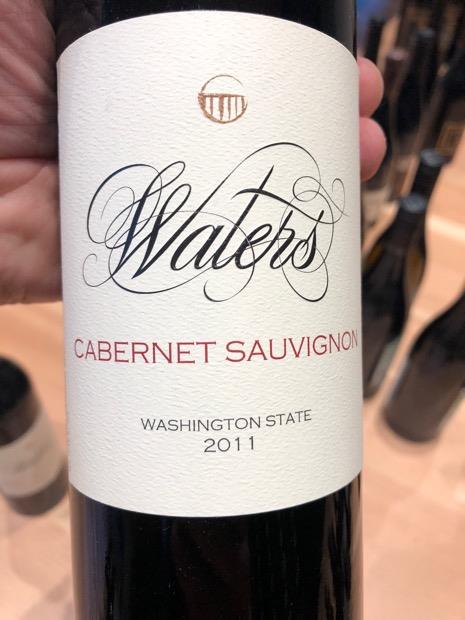 Waters
CABERNET SAUVIGNON
WASHINGTON STATE
2011